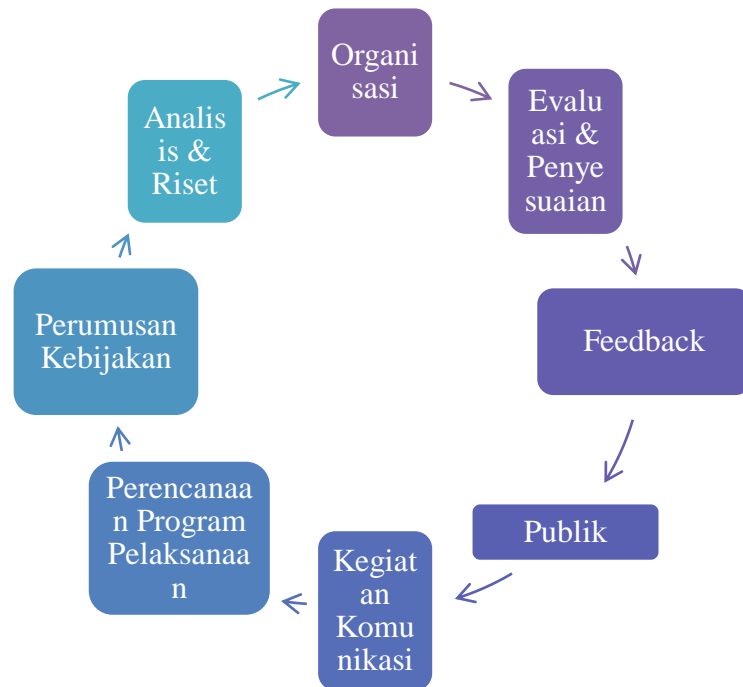 Organi
sasi
Evalu
asi &
Penye
suaian
Feedback
Publik
Kegiat
an
Komu
nikasi
Perencanaa
n Program
Pelaksanaa
n
Perumusan
Kebijakan
Analis
is &
Riset